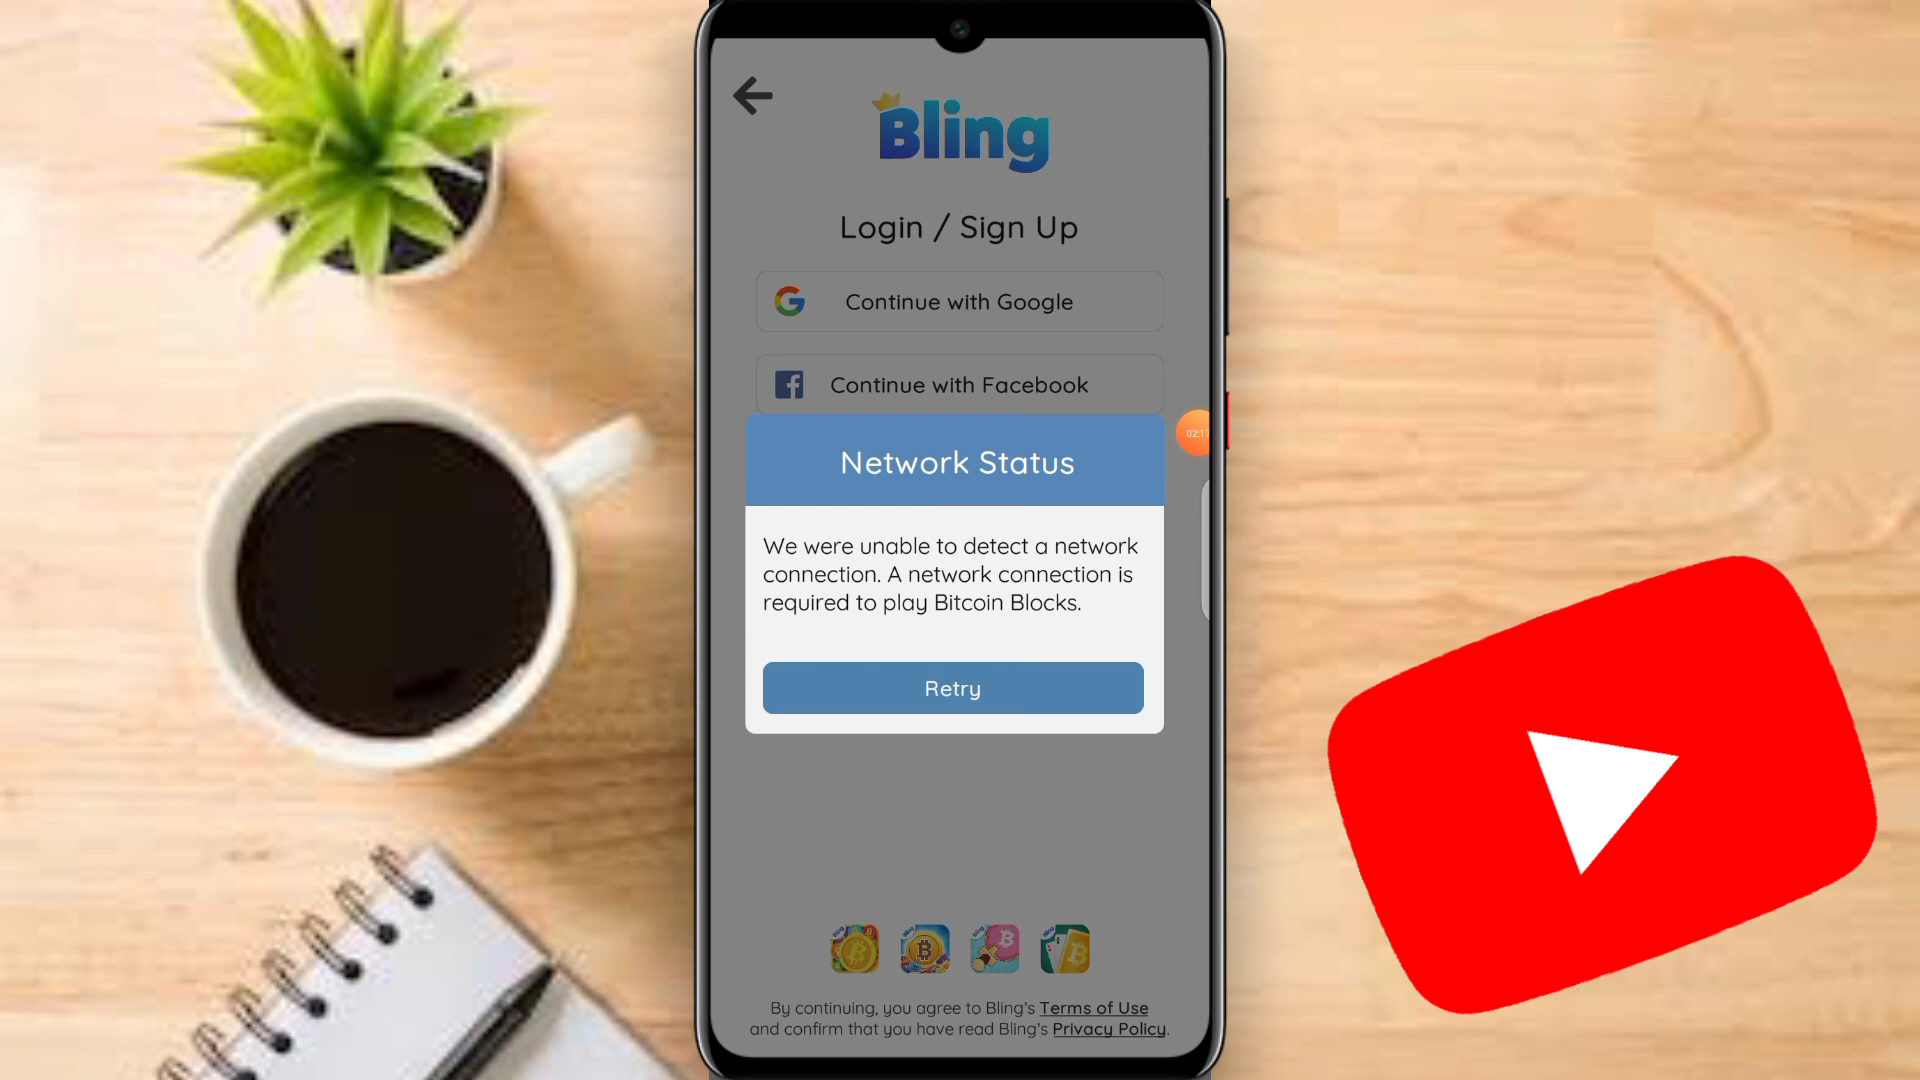 Bling
Login / Sign Up
Continue with Google
Continue with Facebook
Network Status
We were unable to detect a network
connection. A network connection is
required to play Bitcoin Blocks.
Retry
By continuing, you agree to Bling's Terms of Use
and confirm that you have read Bling's Privacy Policy.